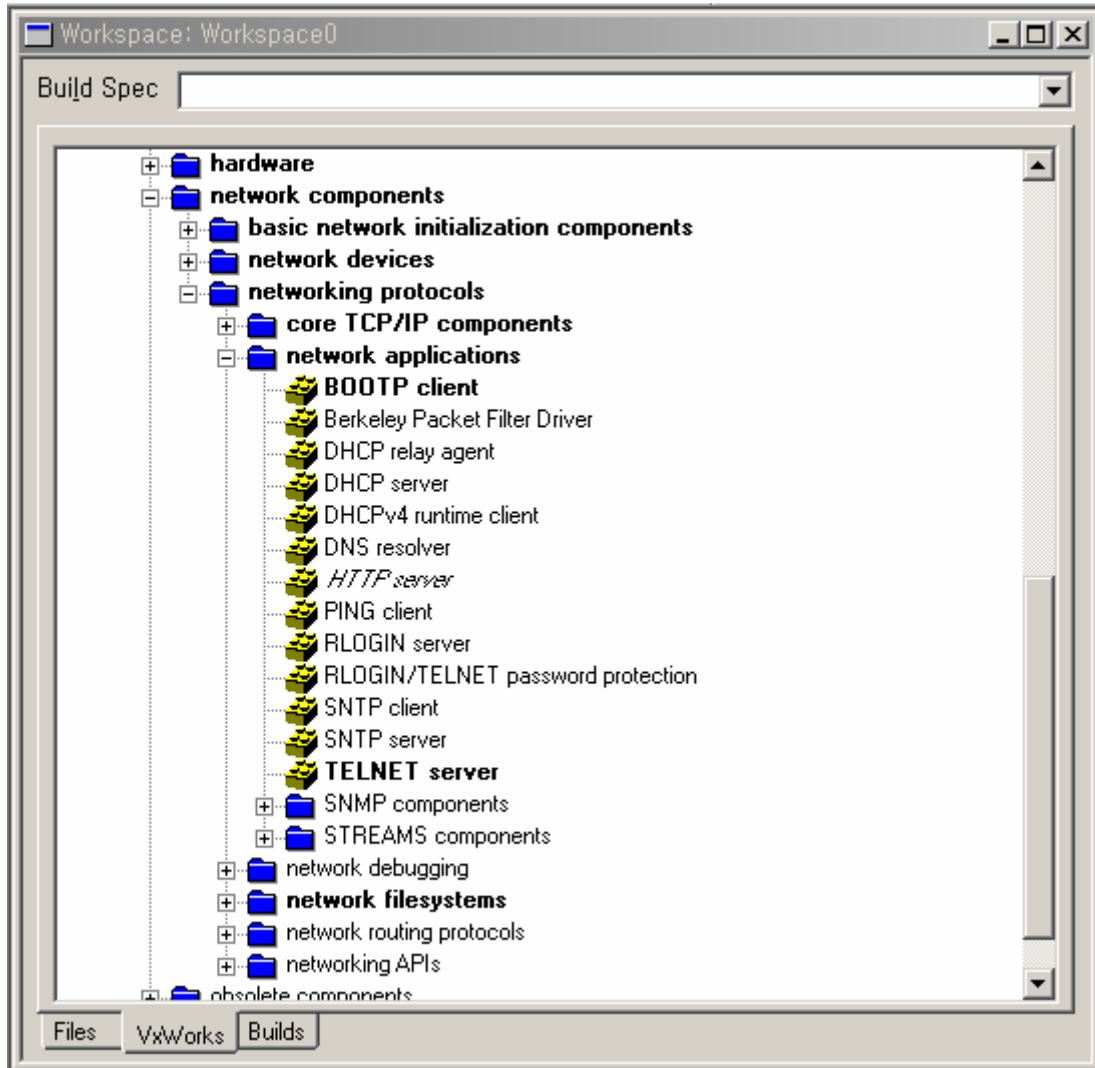 Workspace: Workspace0
Build Spec
hardware
network components
basic network initialization components
network devices
networking protocols
core TCP/IP components
network applications
BOOTP client
Berkeley Packet Filter Driver
DHCP relay agent
DHCP server
DHCPv4 runtime client
DNS resolver
HTTP server
PING client
RLOGIN server
RLOGIN/TELNET password protection
SNTP client
SNTP server
TELNET server
SNMP components
STREAMS components
network debugging
network filesystems
network routing protocols
networking APIs
obsolete components
Files VxWorks Builds